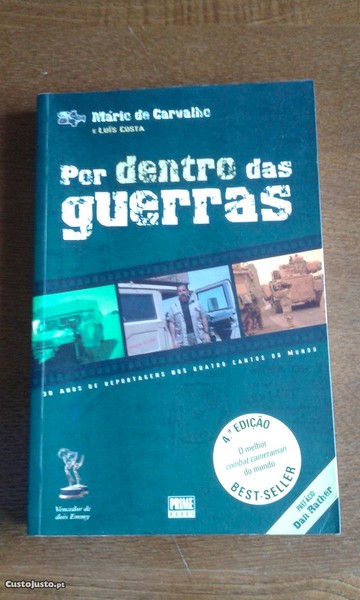 Mário de Carvalho
e Luís Costa
Por dentro das
guerras
30 anos de reportagens nos quatro cantos do mundo
4.ª EDIÇÃO
O melhor
combat cameraman
do mundo
BEST-SELLER
PREFÁCIO
Dan Rather
Vencedor de
dois Emmy
PRIME
BOOKS
CustoJusto.pt